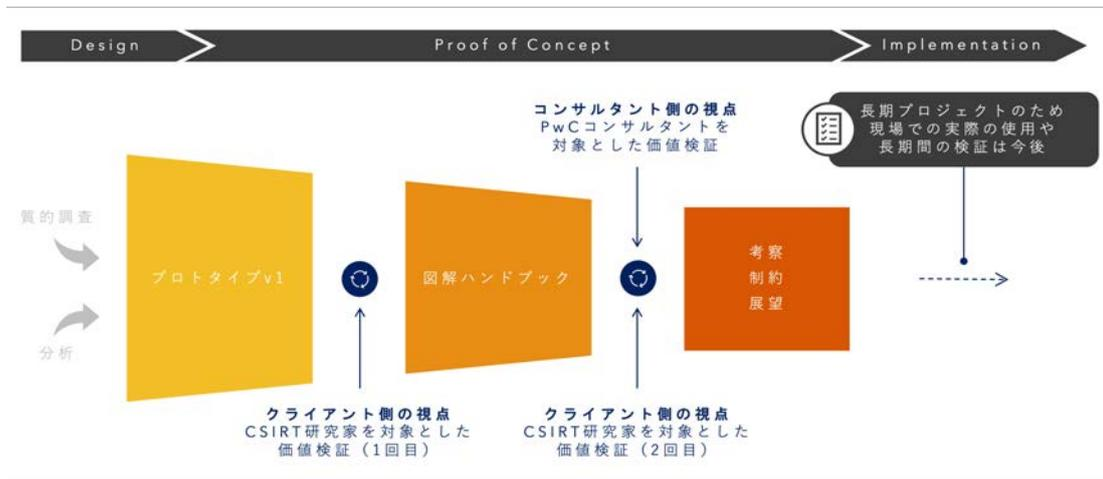 Design
Proof of Concept
Implementation
コンサルタント側の視点
PwCコンサルタントを
対象とした価値検証
長期プロジェクトのため
現場での実際の使用や
長期間の検証は今後
質的調査
分析
プロトタイプv1
図解ハンドブック
考察
制約
展望
クライアント側の視点
CSIRT研究家を対象とした
価値検証（1回目）
クライアント側の視点
CSIRT研究家を対象とした
価値検証（2回目）